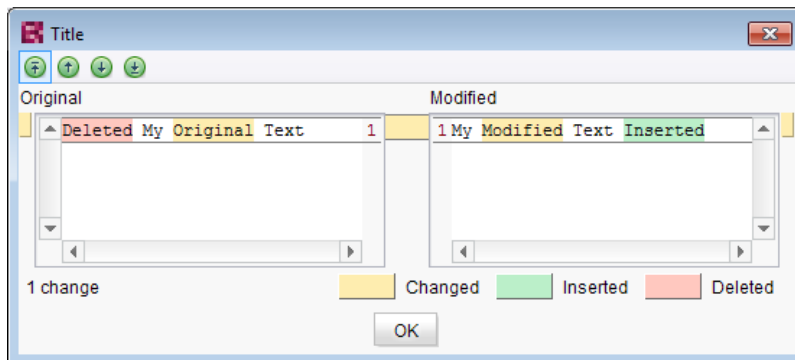 Title
Original Modified
Deleted My Original Text 1 1 My Modified Text Inserted
1 change Changed Inserted Deleted
OK